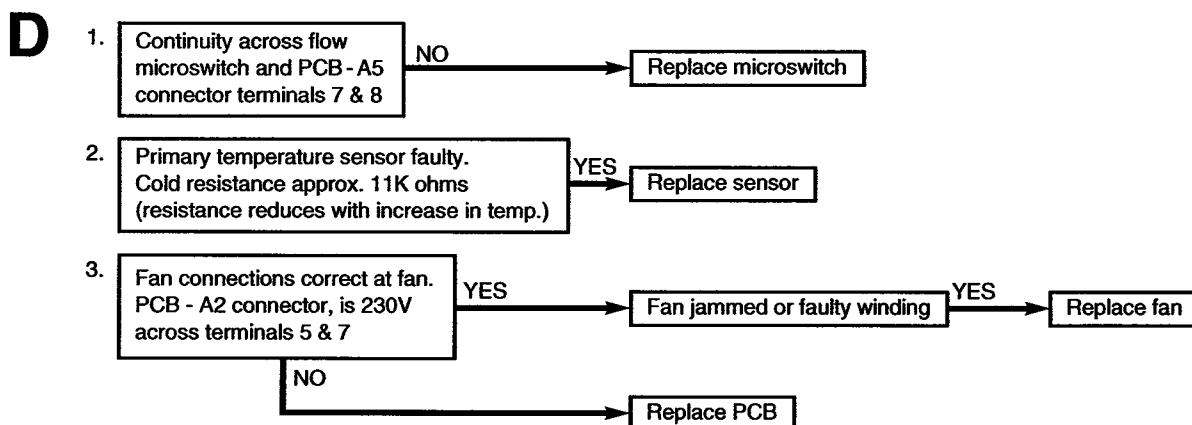 D
1.
Continuity across flow
microswitch and PCB - A5
connector terminals 7 & 8
NO
Replace microswitch
2.
Primary temperature sensor faulty.
Cold resistance approx. 11K ohms
(resistance reduces with increase in temp.)
YES
Replace sensor
3.
Fan connections correct at fan.
PCB - A2 connector, is 230V
across terminals 5 & 7
YES
Fan jammed or faulty winding
YES
Replace fan
NO
Replace PCB